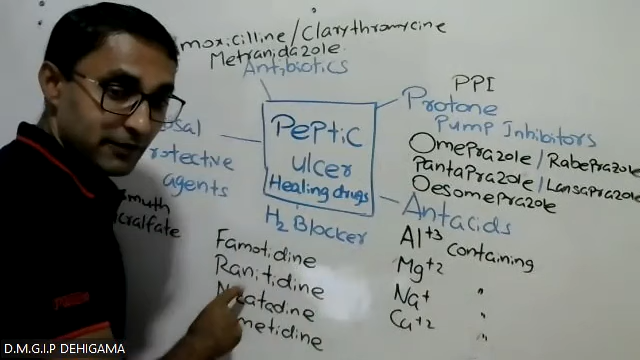 moxicilline / Clarythromycine
Metranidazole
Antibiotics
PPI
Protone
Pump Inhibitors
Omeprazole / Rabeprazole
Pantaprazole / Lansaprazole
Oesomeprazole
Peptic
ulcer
Healing drugs
osal
rotective
agents
smuth
cralfate
H2 Blocker
Famotidine
Ranitidine
metidine
Antacids
Al+3 containing
Mg+2 "
Na+ "
Ca+2 "
D.M.G.I.P DEHIGAMA